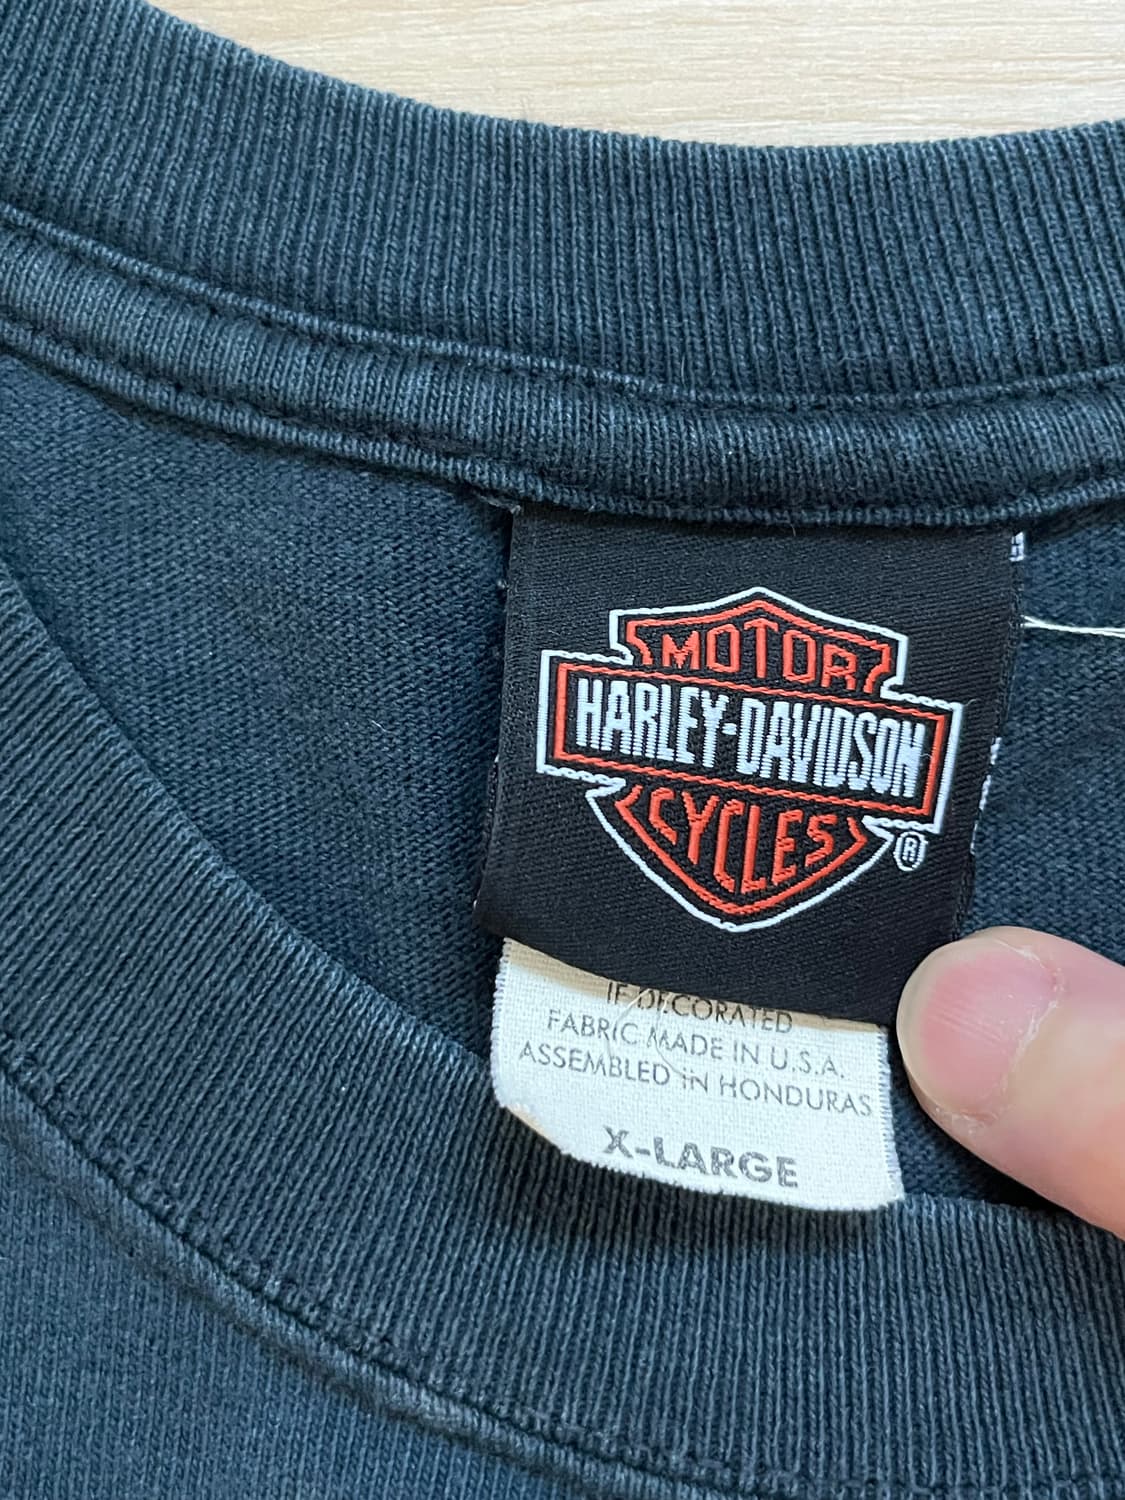 MOTOR
HARLEY-DAVIDSON
CYCLES
®
IF DECORATED
FABRIC MADE IN U.S.A.
ASSEMBLED IN HONDURAS
X-LARGE